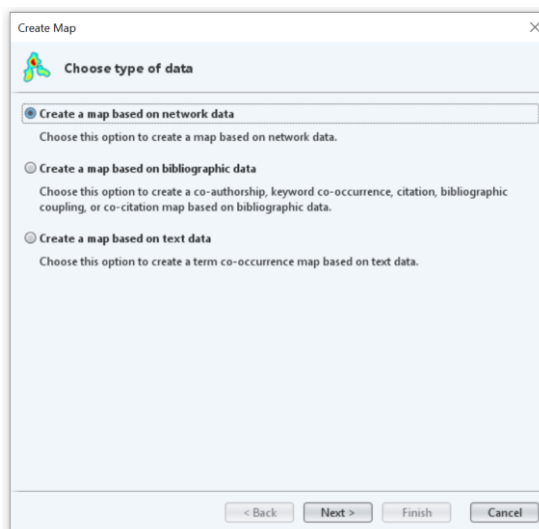 Create Map
Choose type of data
Create a map based on network data
Choose this option to create a map based on network data.
Create a map based on bibliographic data
Choose this option to create a co-authorship, keyword co-occurrence, citation, bibliographic
coupling, or co-citation map based on bibliographic data.
Create a map based on text data
Choose this option to create a term co-occurrence map based on text data.
< Back Next > Finish Cancel